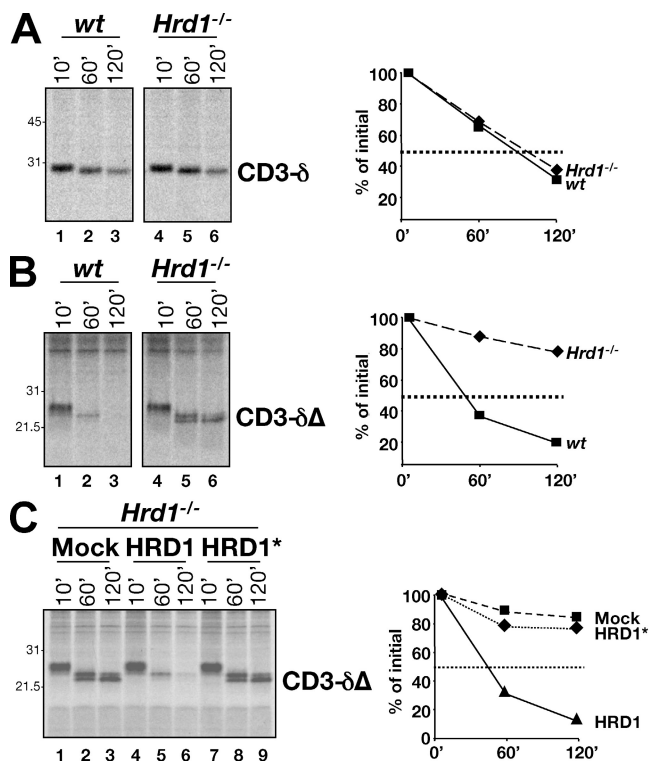 A
wt Hrd1-/-
10' 60' 120' 10' 60' 120'
45
31
CD3-δ
1 2 3 4 5 6
% of initial
100
80
60
40
20
Hrd1-/-
wt
0' 60' 120'
B
wt Hrd1-/-
10' 60' 120' 10' 60' 120'
31
21.5
CD3-δΔ
1 2 3 4 5 6
% of initial
100
80
60
40
20
Hrd1-/-
wt
0' 60' 120'
C
Hrd1-/-
Mock HRD1 HRD1*
10' 60' 120' 10' 60' 120' 10' 60' 120'
31
21.5
CD3-δΔ
1 2 3 4 5 6 7 8 9
% of initial
100
80
60
40
20
0
Mock
HRD1*
HRD1
0' 60' 120'